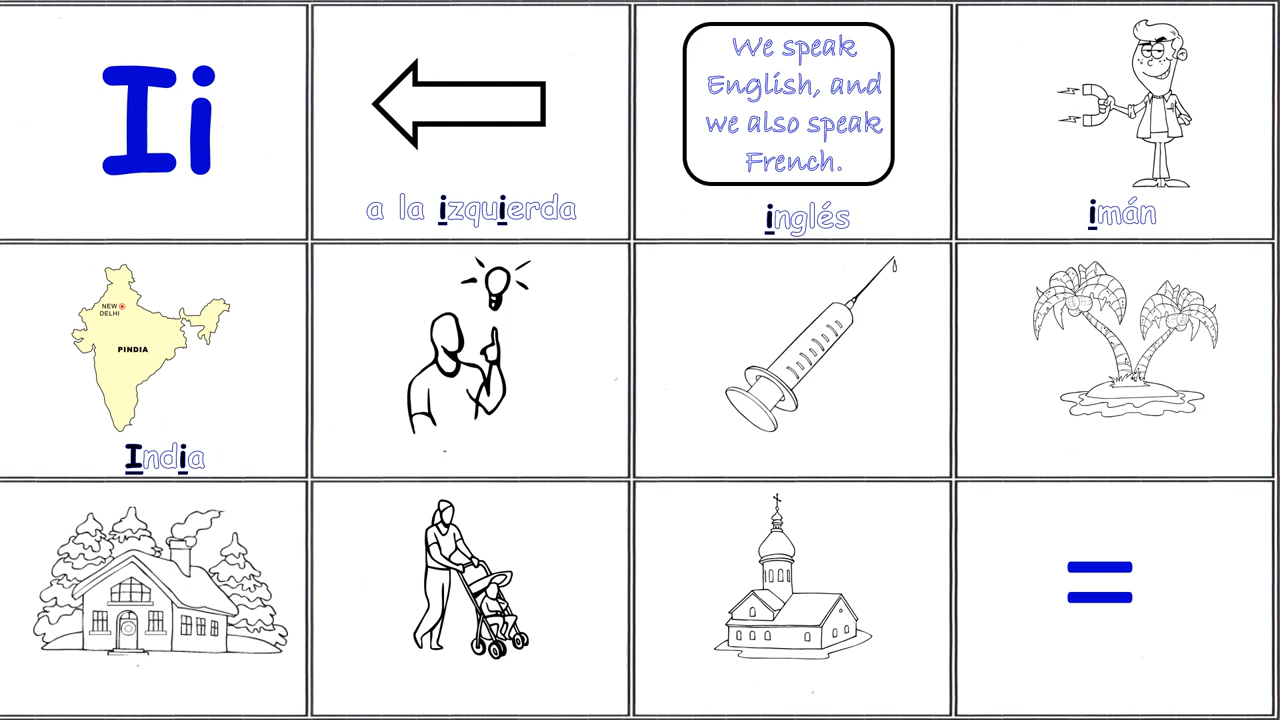 Ii
a la izquierda
We speak
English, and
we also speak
French.
inglés
imán
NEW
DELHI
PINDIA
India
=